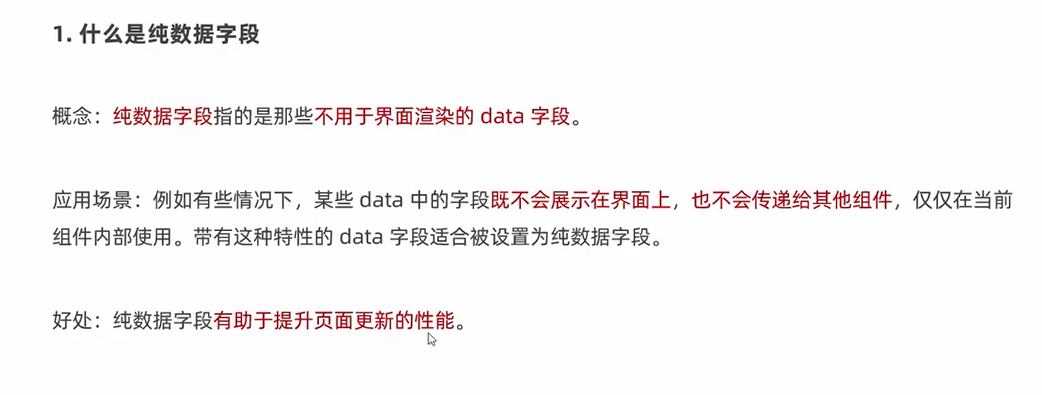 1. 什么是纯数据字段
概念：纯数据字段指的是那些不用于界面渲染的 data 字段。
应用场景：例如有些情况下，某些 data 中的字段既不会展示在界面上，也不会传递给其他组件，仅仅在当前
组件内部使用。带有这种特性的 data 字段适合被设置为纯数据字段。
好处：纯数据字段有助于提升页面更新的性能。